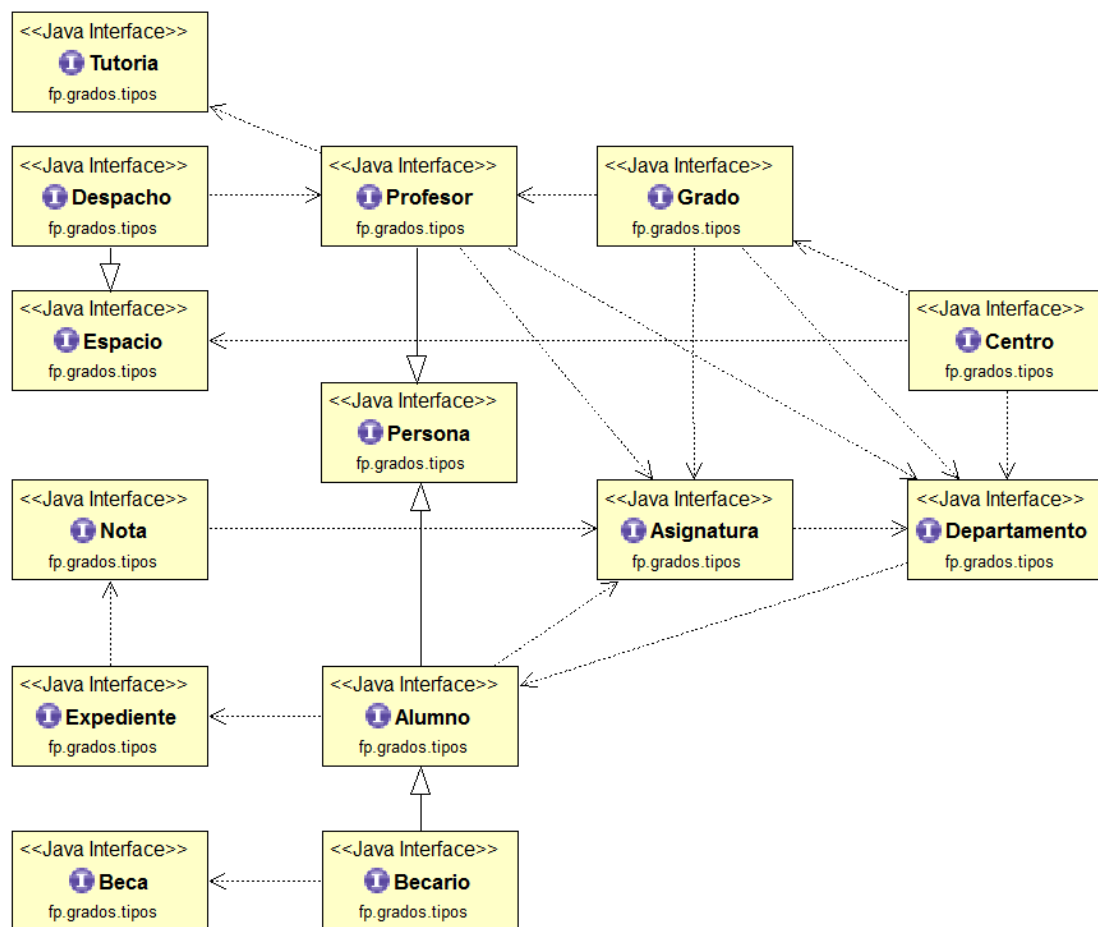 <<Java Interface>>
Tutoria
fp.grados.tipos
<<Java Interface>>
Despacho
fp.grados.tipos
<<Java Interface>>
Profesor
fp.grados.tipos
<<Java Interface>>
Grado
fp.grados.tipos
<<Java Interface>>
Espacio
fp.grados.tipos
<<Java Interface>>
Centro
fp.grados.tipos
<<Java Interface>>
Persona
fp.grados.tipos
<<Java Interface>>
Nota
fp.grados.tipos
<<Java Interface>>
Asignatura
fp.grados.tipos
<<Java Interface>>
Departamento
fp.grados.tipos
<<Java Interface>>
Expediente
fp.grados.tipos
<<Java Interface>>
Alumno
fp.grados.tipos
<<Java Interface>>
Beca
fp.grados.tipos
<<Java Interface>>
Becario
fp.grados.tipos